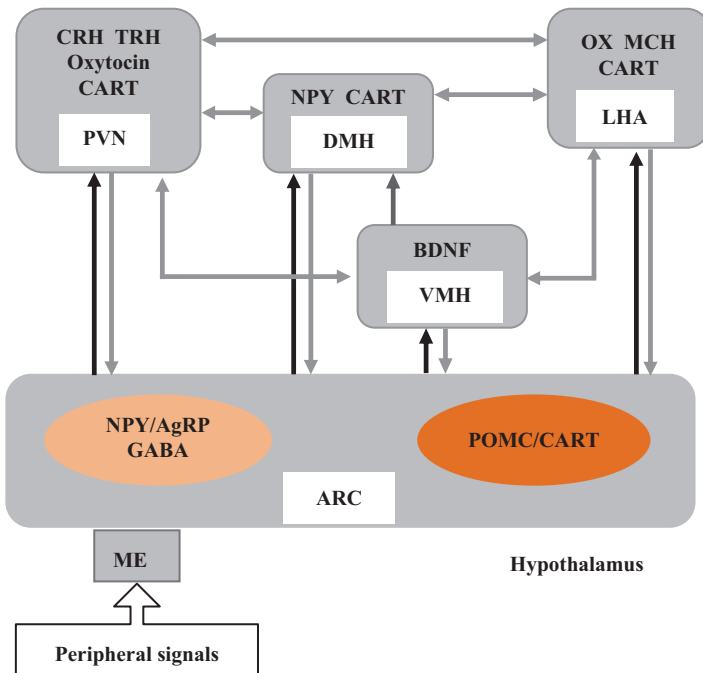 CRH TRH
Oxytocin
CART
PVN
NPY CART
DMH
OX MCH
CART
LHA
BDNF
VMH
NPY/AgRP
GABA
POMC/CART
ARC
ME
Hypothalamus
Peripheral signals